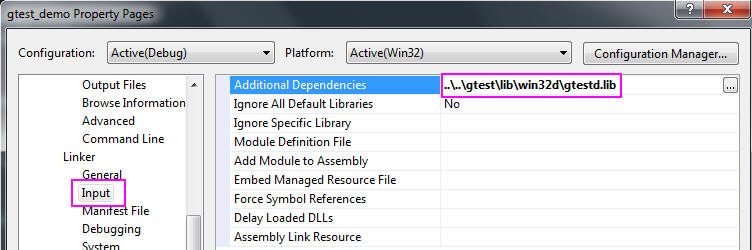 gtest_demo Property Pages
Configuration: Active(Debug) Platform: Active(Win32) Configuration Manager...
Output Files
Browse Information
Advanced
Command Line
Linker
General
Input
Manifest File
Debugging
System
Additional Dependencies ..\..\gtest\lib\win32d\gtestd.lib ...
Ignore All Default Libraries No
Ignore Specific Library
Module Definition File
Add Module to Assembly
Embed Managed Resource File
Force Symbol References
Delay Loaded DLLs
Assembly Link Resource